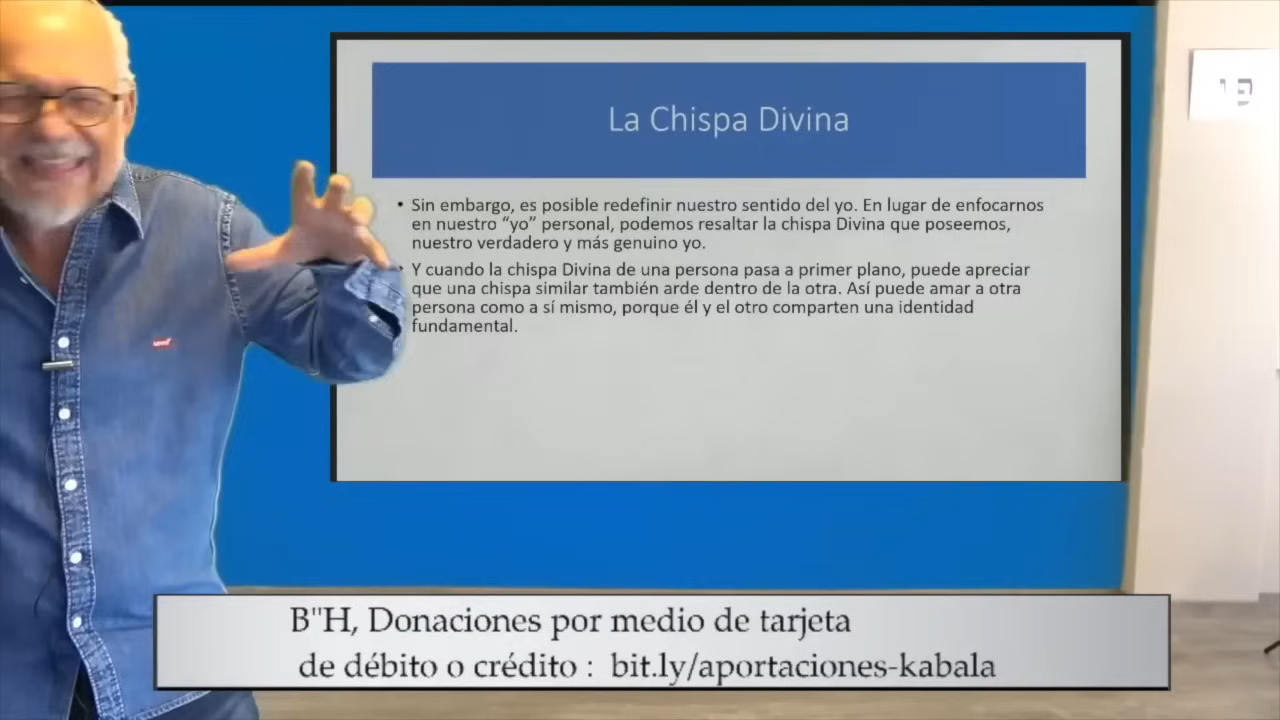 La Chispa Divina
• Sin embargo, es posible redefinir nuestro sentido del yo. En lugar de enfocarnos
en nuestro “yo” personal, podemos resaltar la chispa Divina que poseemos,
nuestro verdadero y más genuino yo.
• Y cuando la chispa Divina de una persona pasa a primer plano, puede apreciar
que una chispa similar también arde dentro de la otra. Así puede amar a otra
persona como a sí mismo, porque él y el otro comparten una identidad
fundamental.
B"H, Donaciones por medio de tarjeta
de débito o crédito : bit.ly/aportaciones-kabala